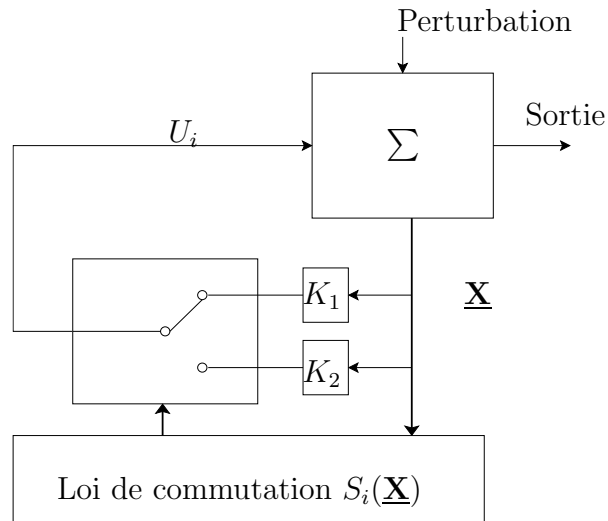 Perturbation
Sortie
U_i
∑
K_1
X
K_2
Loi de commutation S_i(X)